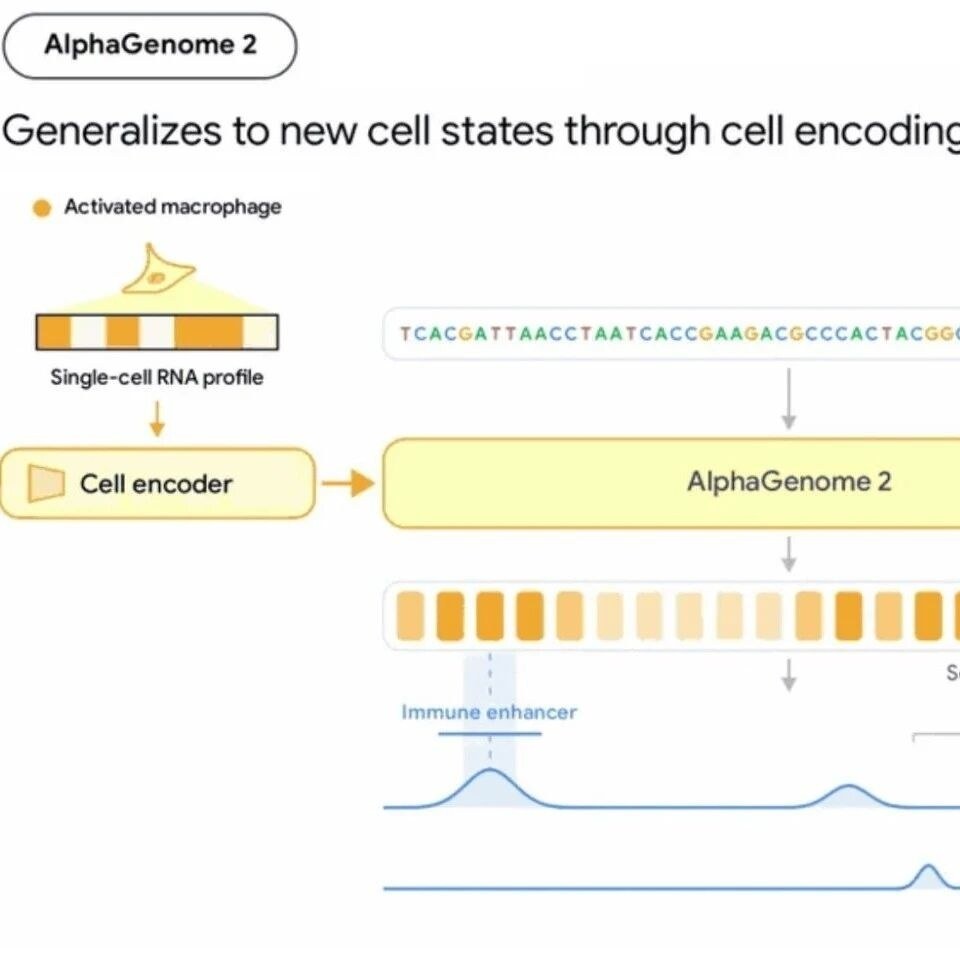 AlphaGenome 2
Generalizes to new cell states through cell encoding
Activated macrophage
Single-cell RNA profile
TCACGATTAACCTAATCACCGAAGACGCCCACTACGG
Cell encoder
AlphaGenome 2
Immune enhancer